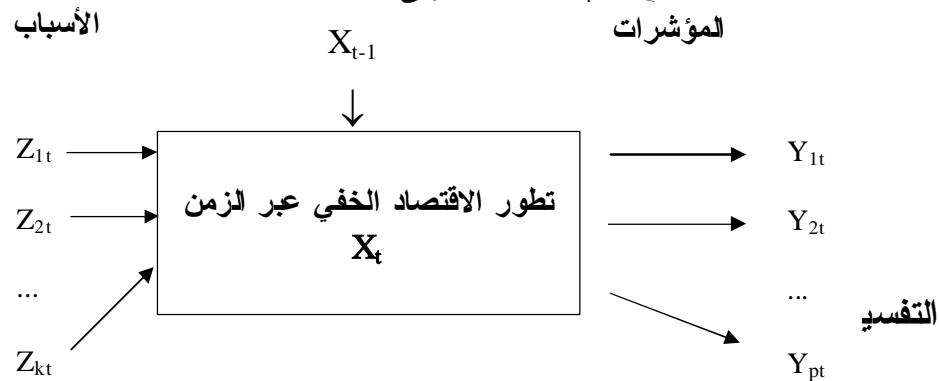 الأسباب
المؤشرات
X_{t-1}
Z_{1t}
Y_{1t}
تطور الاقتصاد الخفي عبر الزمن
X_t
Z_{2t}
Y_{2t}
...
...
التفسي
Z_{kt}
Y_{pt}